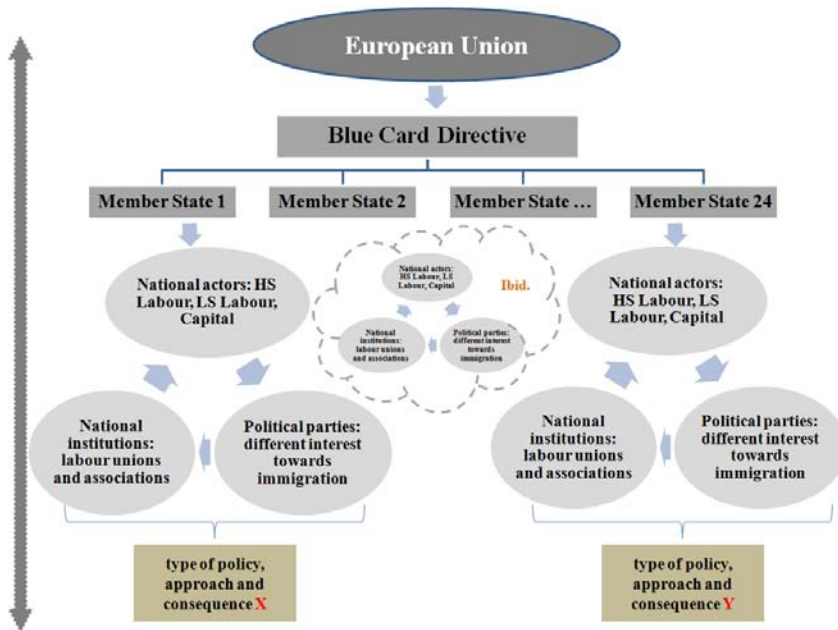 European Union
Blue Card Directive
Member State 1
Member State 2
Member State …
Member State 24
National actors: HS
Labour, LS Labour,
Capital
National
institutions:
labour unions
and associations
Political parties:
different interest
towards
immigration
type of policy,
approach and
consequence X
National actors:
HS Labour, LS
Labour, Capital
Ibid.
National
institutions:
labour unions
and associations
Political parties:
different interest
towards
immigration
National actors:
HS Labour, LS
Labour, Capital
National
institutions:
labour unions
and associations
Political parties:
different interest
towards
immigration
type of policy,
approach and
consequence Y